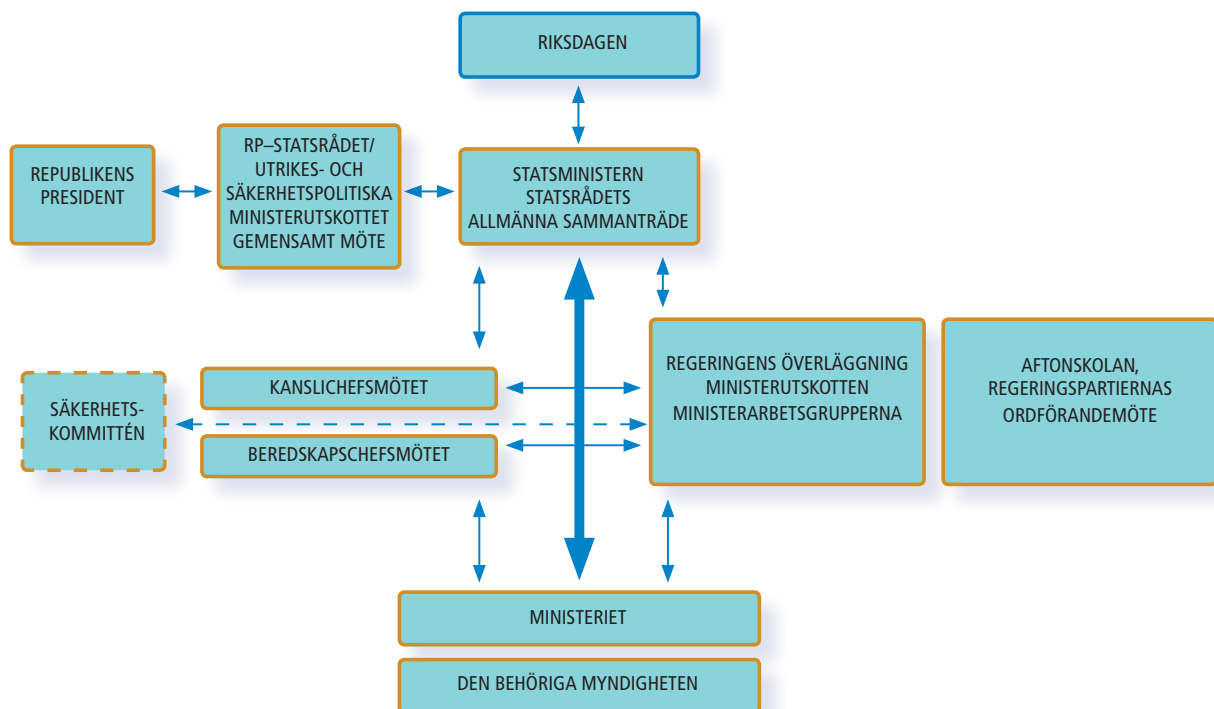 RIKSDAGEN
REPUBLIKENS
PRESIDENT
RP–STATSRÅDET/
UTRIKES- OCH
SÄKERHETSPOLITISKA
MINISTERUTSKOTTET
GEMENSAMT MÖTE
STATSMINISTERN
STATSRÅDETS
ALLMÄNNA SAMMANTRÄDE
SÄKERHETS-
KOMMITTÉN
KANSLICHEFSMÖTET
BEREDSKAPSCHEFSMÖTET
REGERINGENS ÖVERLÄGGNING
MINISTERUTSKOTTEN
MINISTERARBETSGRUPPERNA
AFTONSKOLAN,
REGERINGSPARTIERNAS
ORDFÖRANDEMÖTE
MINISTERIET
DEN BEHÖRIGA MYNDIGHETEN